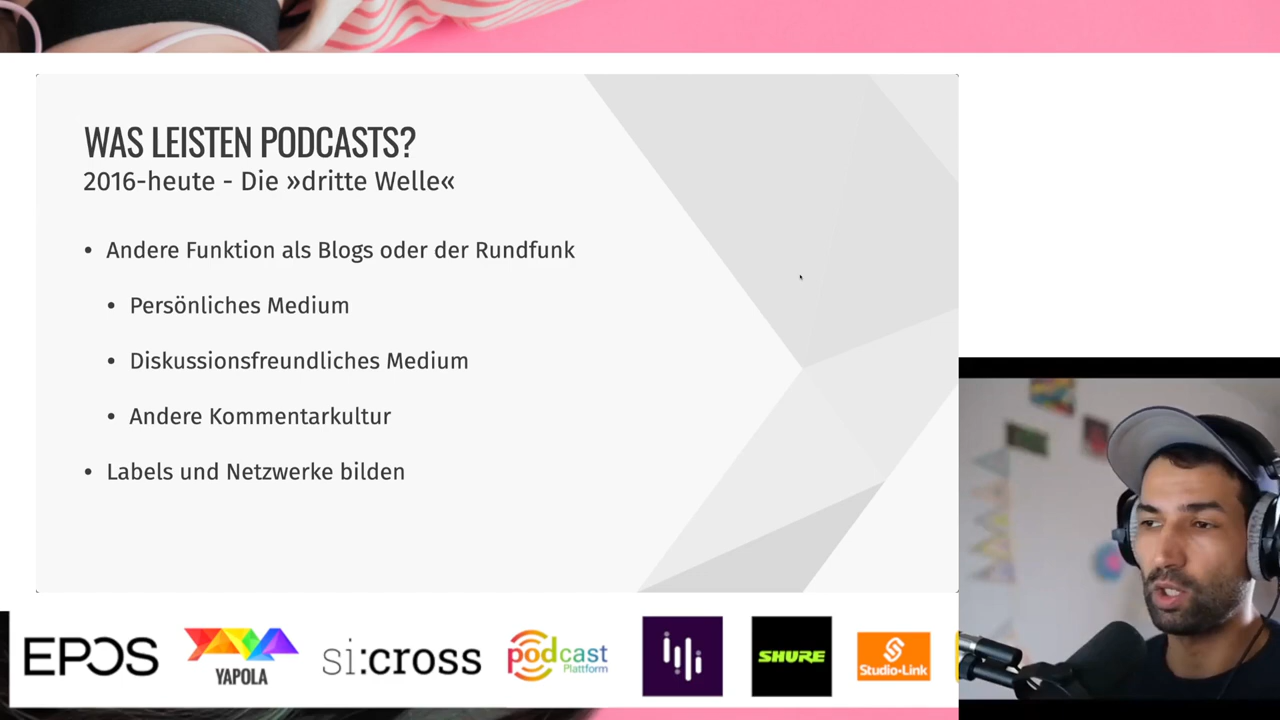 WAS LEISTEN PODCASTS?
2016-heute - Die »dritte Welle«
• Andere Funktion als Blogs oder der Rundfunk
• Persönliches Medium
• Diskussionsfreundliches Medium
• Andere Kommentarkultur
• Labels und Netzwerke bilden
EPOS
YAPOLA
si:cross
podcast
Plattform
SHURE
Studio-Link